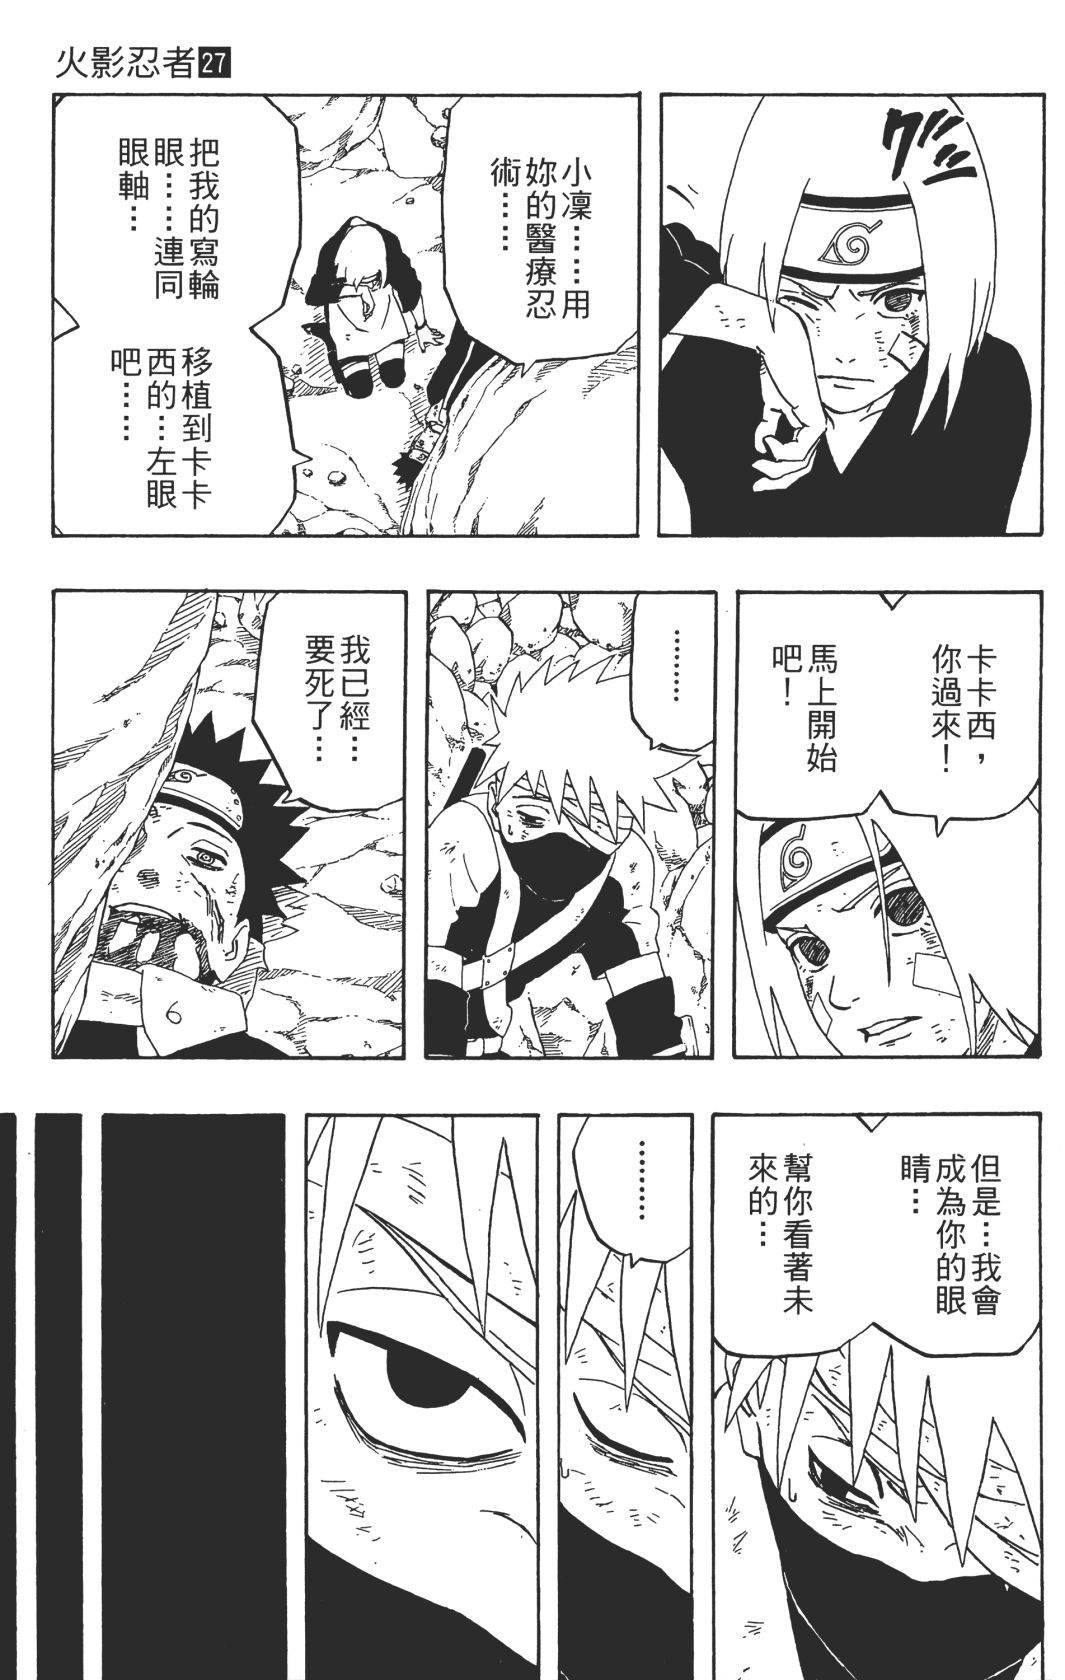 火影忍者27
グググ
小凜……用
妳的醫療忍
術……
把我的寫輪
眼……連同
眼軸…
移植到卡卡
西的…左眼
吧……
卡卡西，
你過來！
馬上開始
吧！
………
我已經…
要死了…
但是…我會
成為你的眼
睛…
幫你看著未
來的…
………